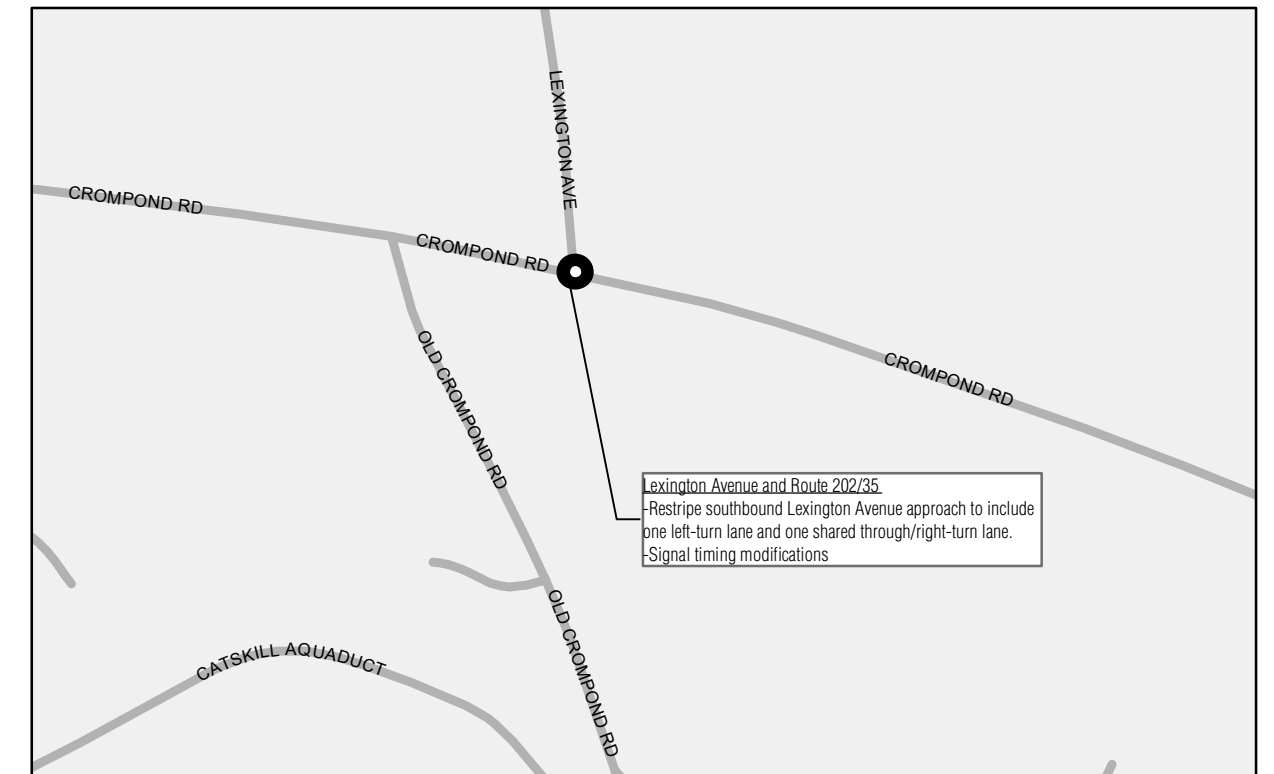 LEXINGTON AVE
CROMPOND RD
CROMPOND RD
CROMPOND RD
OLD CROMPOND RD
Lexington Avenue and Route 202/35
-Restripe southbound Lexington Avenue approach to include
one left-turn lane and one shared through/right-turn lane.
-Signal timing modifications
OLD CROMPOND RD
CATSKILL AQUADUCT